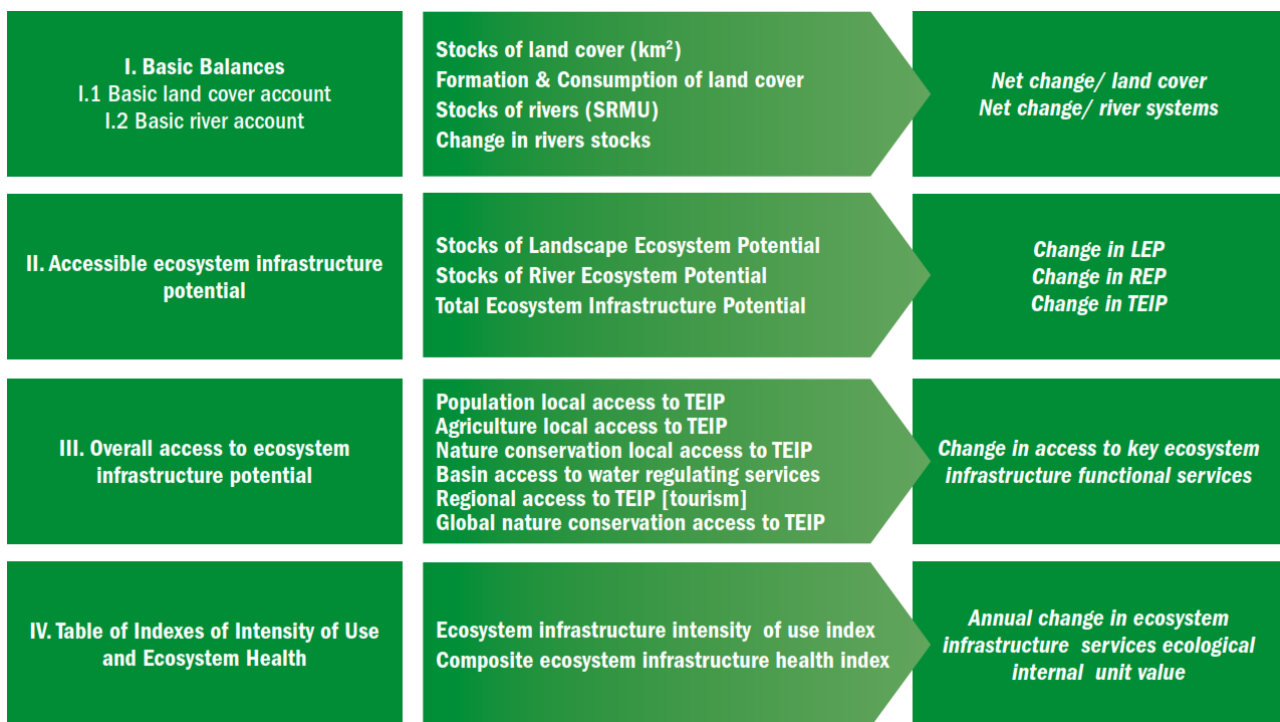 I. Basic Balances
I.1 Basic land cover account
I.2 Basic river account
Stocks of land cover (km²)
Formation & Consumption of land cover
Stocks of rivers (SRMU)
Change in rivers stocks
Net change/ land cover
Net change/ river systems
II. Accessible ecosystem infrastructure
potential
Stocks of Landscape Ecosystem Potential
Stocks of River Ecosystem Potential
Total Ecosystem Infrastructure Potential
Change in LEP
Change in REP
Change in TEIP
III. Overall access to ecosystem
infrastructure potential
Population local access to TEIP
Agriculture local access to TEIP
Nature conservation local access to TEIP
Basin access to water regulating services
Regional access to TEIP [tourism]
Global nature conservation access to TEIP
Change in access to key ecosystem
infrastructure functional services
IV. Table of Indexes of Intensity of Use
and Ecosystem Health
Ecosystem infrastructure intensity of use index
Composite ecosystem infrastructure health index
Annual change in ecosystem
infrastructure services ecological
internal unit value